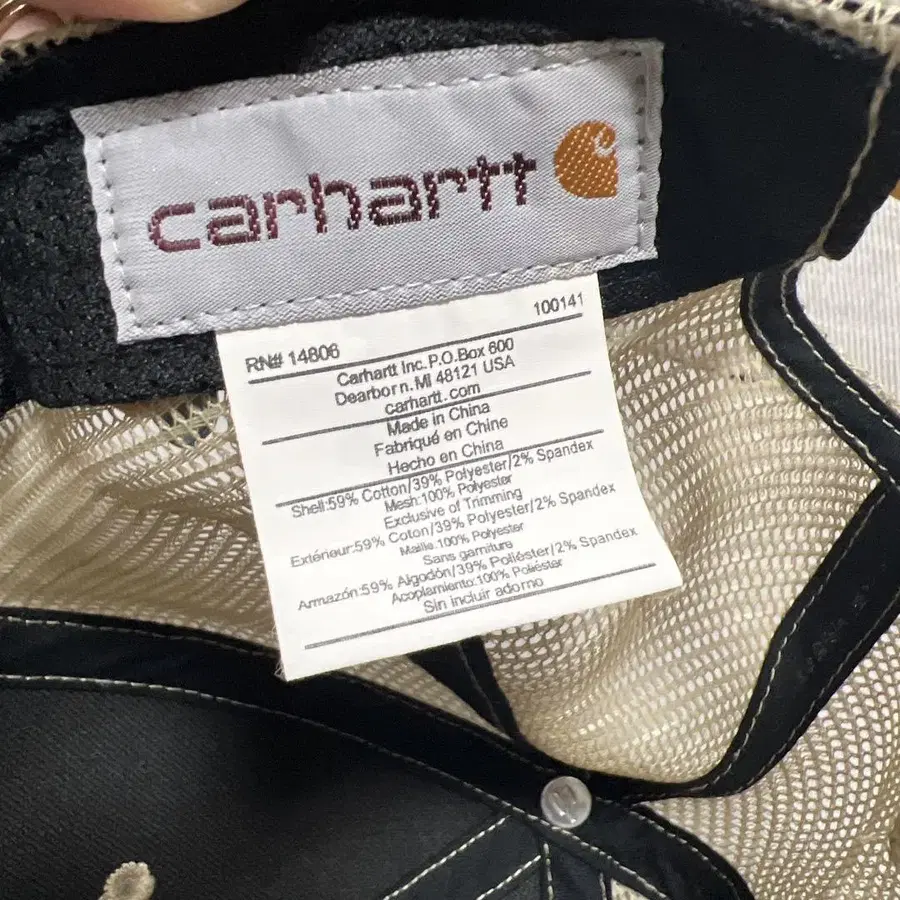 carhartt
RN# 14806 100141
Carhartt Inc. P.O. Box 600
Dearborn. MI 48121 USA
carhartt.com
Made in China
Fabriqué en Chine
Hecho en China
Shell:59% Cotton/39% Polyester/2% Spandex
Mesh:100% Polyester
Exclusive of Trimming
Extérieur:59% Coton/39% Polyester/2% Spandex
Maille:100% Polyester
Sans garniture
Armazón:59% Algodón/39% Poliéster/2% Spandex
Acoplamiento:100% Poliéster
Sin incluir adorno